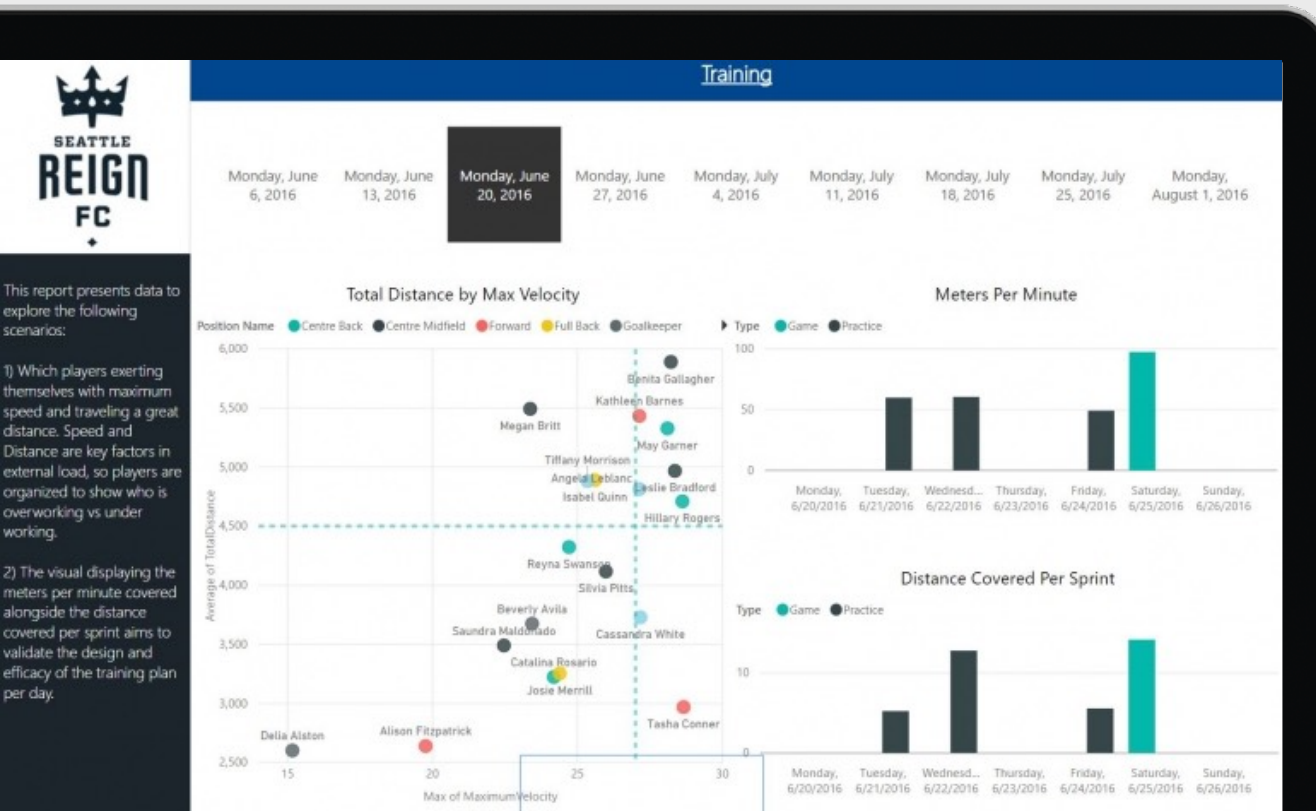 Training
SEATTLE
REIGN
FC
Monday, June
6, 2016
Monday, June
13, 2016
Monday, June
20, 2016
Monday, June
27, 2016
Monday, July
4, 2016
Monday, July
11, 2016
Monday, July
18, 2016
Monday, July
25, 2016
Monday,
August 1, 2016
This report presents data to
explore the following
scenarios:
1) Which players exerting
themselves with maximum
speed and traveling a great
distance. Speed and
Distance are key factors in
external load, so players are
organized to show who is
overworking vs under
working.
2) The visual displaying the
meters per minute covered
alongside the distance
covered per sprint aims to
validate the design and
efficacy of the training plan
per day.
Total Distance by Max Velocity
Position Name Centre Back Centre Midfield Forward Full Back Goalkeeper
6,000
5,500
5,000
4,500
4,000
3,500
3,000
2,500
Average of TotalDistance
Benita Gallagher
Kathleen Barnes
Megan Britt
May Garner
Tiffany Morrison
Angela Leblanc
Leslie Bradford
Isabel Quinn
Hillary Rogers
Reyna Swanson
Silvia Pitts
Beverly Avila
Saundra Maldonado
Cassandra White
Catalina Rosario
Josie Merrill
Tasha Conner
Alison Fitzpatrick
Delia Alston
15 20 25 30
Max of MaximumVelocity
Meters Per Minute
Type Game Practice
100
50
0
Monday,
6/20/2016
Tuesday,
6/21/2016
Wednesd...
6/22/2016
Thursday,
6/23/2016
Friday,
6/24/2016
Saturday,
6/25/2016
Sunday,
6/26/2016
Distance Covered Per Sprint
Type Game Practice
10
0
Monday,
6/20/2016
Tuesday,
6/21/2016
Wednesd...
6/22/2016
Thursday,
6/23/2016
Friday,
6/24/2016
Saturday,
6/25/2016
Sunday,
6/26/2016